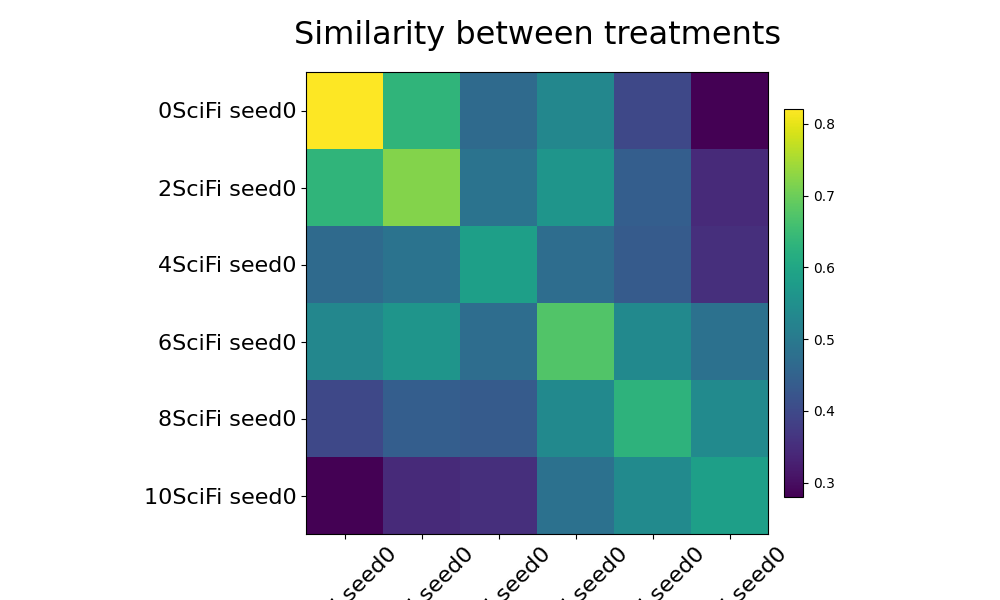 Similarity between treatments
0SciFi seed0
2SciFi seed0
4SciFi seed0
6SciFi seed0
8SciFi seed0
10SciFi seed0
0.8
0.7
0.6
0.5
0.4
0.3
seed0 seed0 seed0 seed0 seed0 seed0